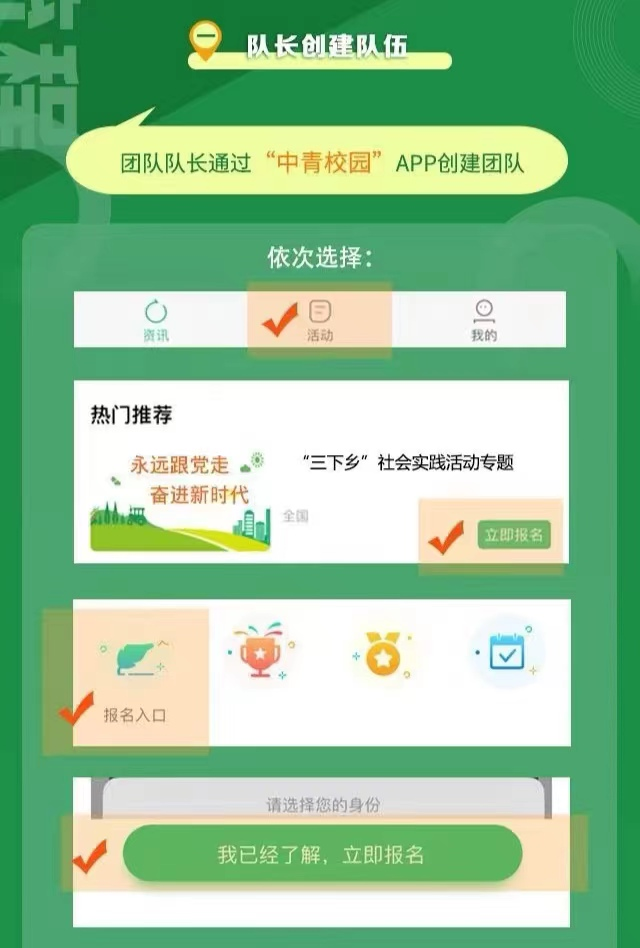 队长创建队伍
团队队长通过“中青校园”APP创建团队
依次选择：
资讯
活动
我的
热门推荐
永远跟党走
奋进新时代
“三下乡”社会实践活动专题
全国
立即报名
报名入口
请选择您的身份
我已经了解，立即报名